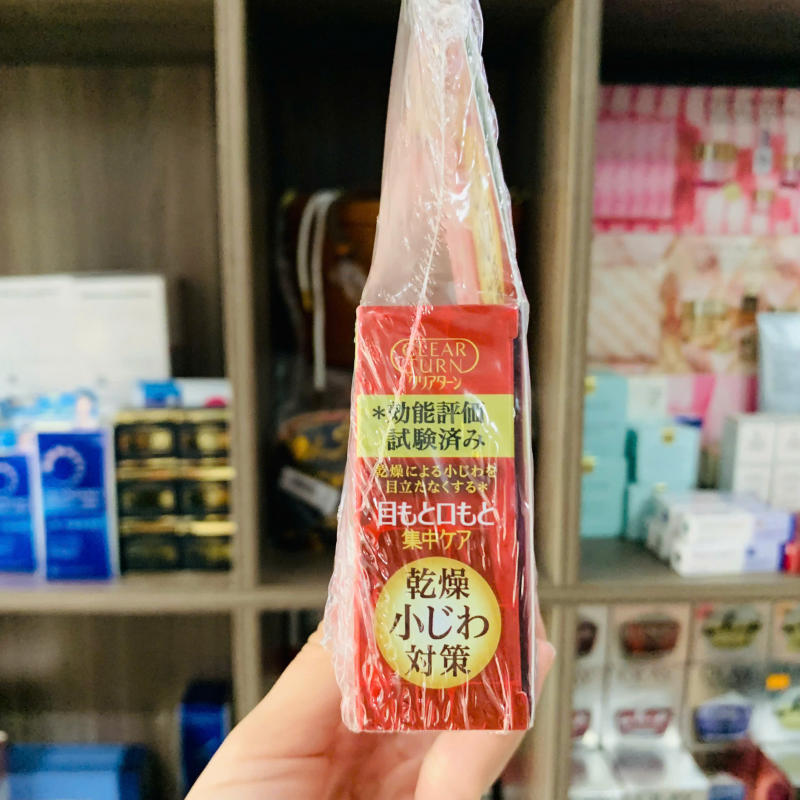 CLEAR
TURN
クリアターン
*効能評価
試験済み
乾燥による小じわを
目立たなくする*
目もと口もと
集中ケア
乾燥
小じわ
対策